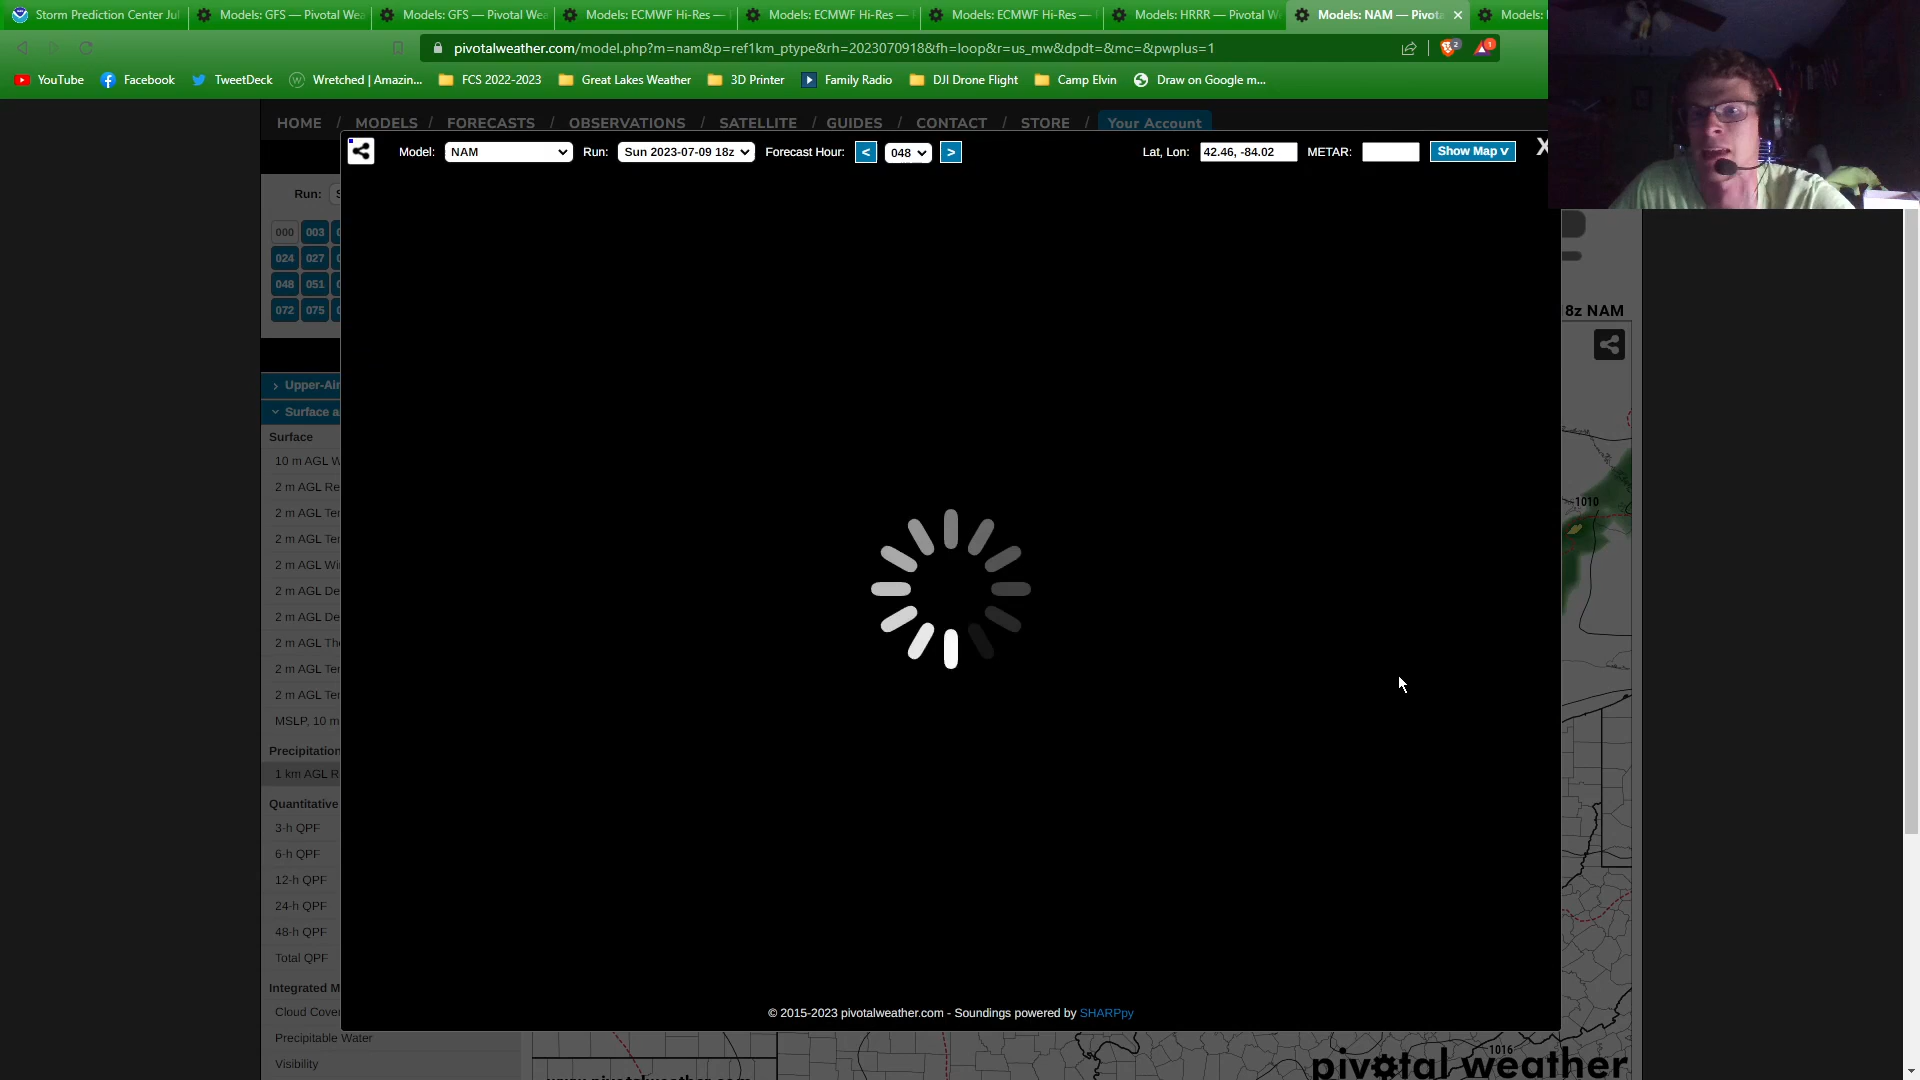 Storm Prediction Center Jul
Models: GFS — Pivotal Wea
Models: GFS — Pivotal Wea
Models: ECMWF Hi-Res —
Models: ECMWF Hi-Res —
Models: ECMWF Hi-Res —
Models: HRRR — Pivotal W
Models: NAM — Pivota
Models:
pivotalweather.com/model.php?m=nam&p=ref1km_ptype&rh=2023070918&fh=loop&r=us_mw&dpdt=&mc=&pwplus=1
2
1
YouTube
Facebook
TweetDeck
Wretched | Amazin...
FCS 2022-2023
Great Lakes Weather
3D Printer
Family Radio
DJI Drone Flight
Camp Elvin
Draw on Google m...
HOME / MODELS / FORECASTS / OBSERVATIONS / SATELLITE / GUIDES / CONTACT / STORE / Your Account
Model: NAM Run: Sun 2023-07-09 18z Forecast Hour: < 048 > Lat, Lon: 42.46, -84.02 METAR: Show Map v X
Run:
000 003
024 027
048 051
072 075
8z NAM
Upper-Air
Surface a
Surface
10 m AGL W
2 m AGL Re
2 m AGL Ter
2 m AGL Ter
2 m AGL Wi
2 m AGL De
2 m AGL De
2 m AGL The
2 m AGL Ter
2 m AGL Ter
MSLP, 10 m
Precipitation
1 km AGL R
Quantitative
3-h QPF
6-h QPF
12-h QPF
24-h QPF
48-h QPF
Total QPF
Integrated M
Cloud Cover
Precipitable Water
Visibility
1010
© 2015-2023 pivotalweather.com - Soundings powered by SHARPpy
1016
pivotal weather